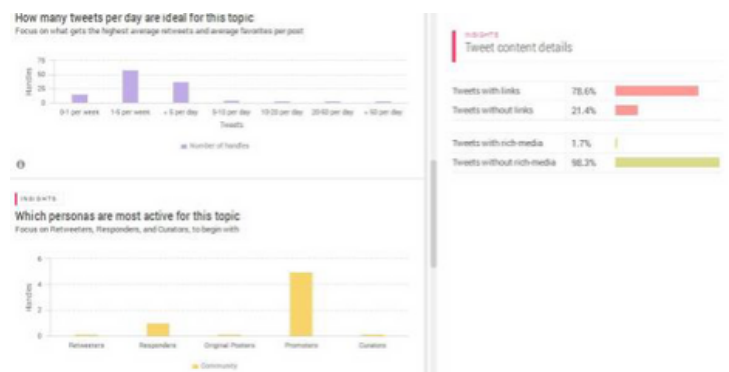 How many tweets per day are ideal for this topic
Focus on what gets the highest average retweets and average favorites per post
75
50
25
0
Handles
0-1 per week
1-5 per week
5-10 per day
10-20 per day
20-50 per day
> 50 per day
Tweets
Number of handles
INSIGHTS
Which personas are most active for this topic
Focus on Retweeters, Responders, and Curators, to begin with
6
4
2
0
Handles
Retweeters
Responders
Original Posters
Promoters
Curators
Community
INSIGHTS
Tweet content details
Tweets with links 78.6%
Tweets without links 21.4%
Tweets with rich-media 1.7%
Tweets without rich-media 98.3%